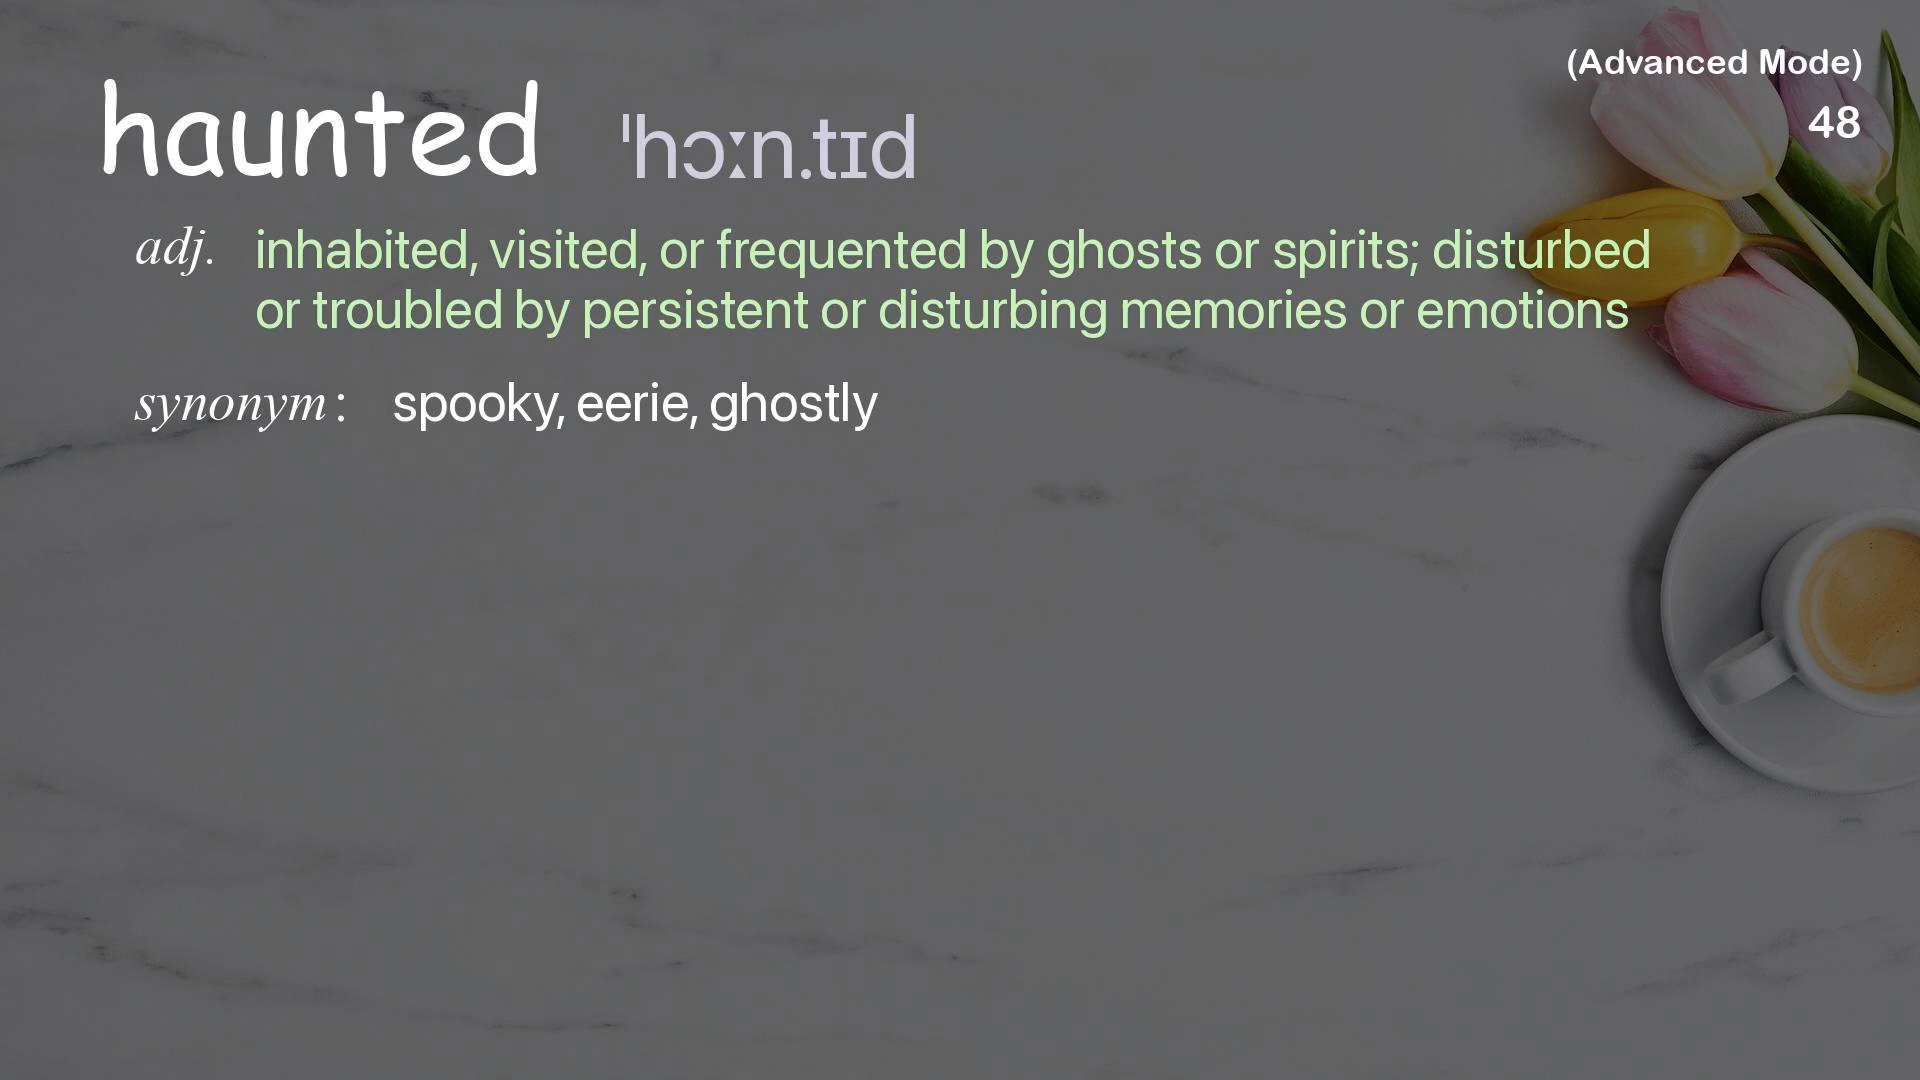 (Advanced Mode)
48
haunted ˈhɔːn.tɪd
adj. inhabited, visited, or frequented by ghosts or spirits; disturbed
or troubled by persistent or disturbing memories or emotions
synonym : spooky, eerie, ghostly